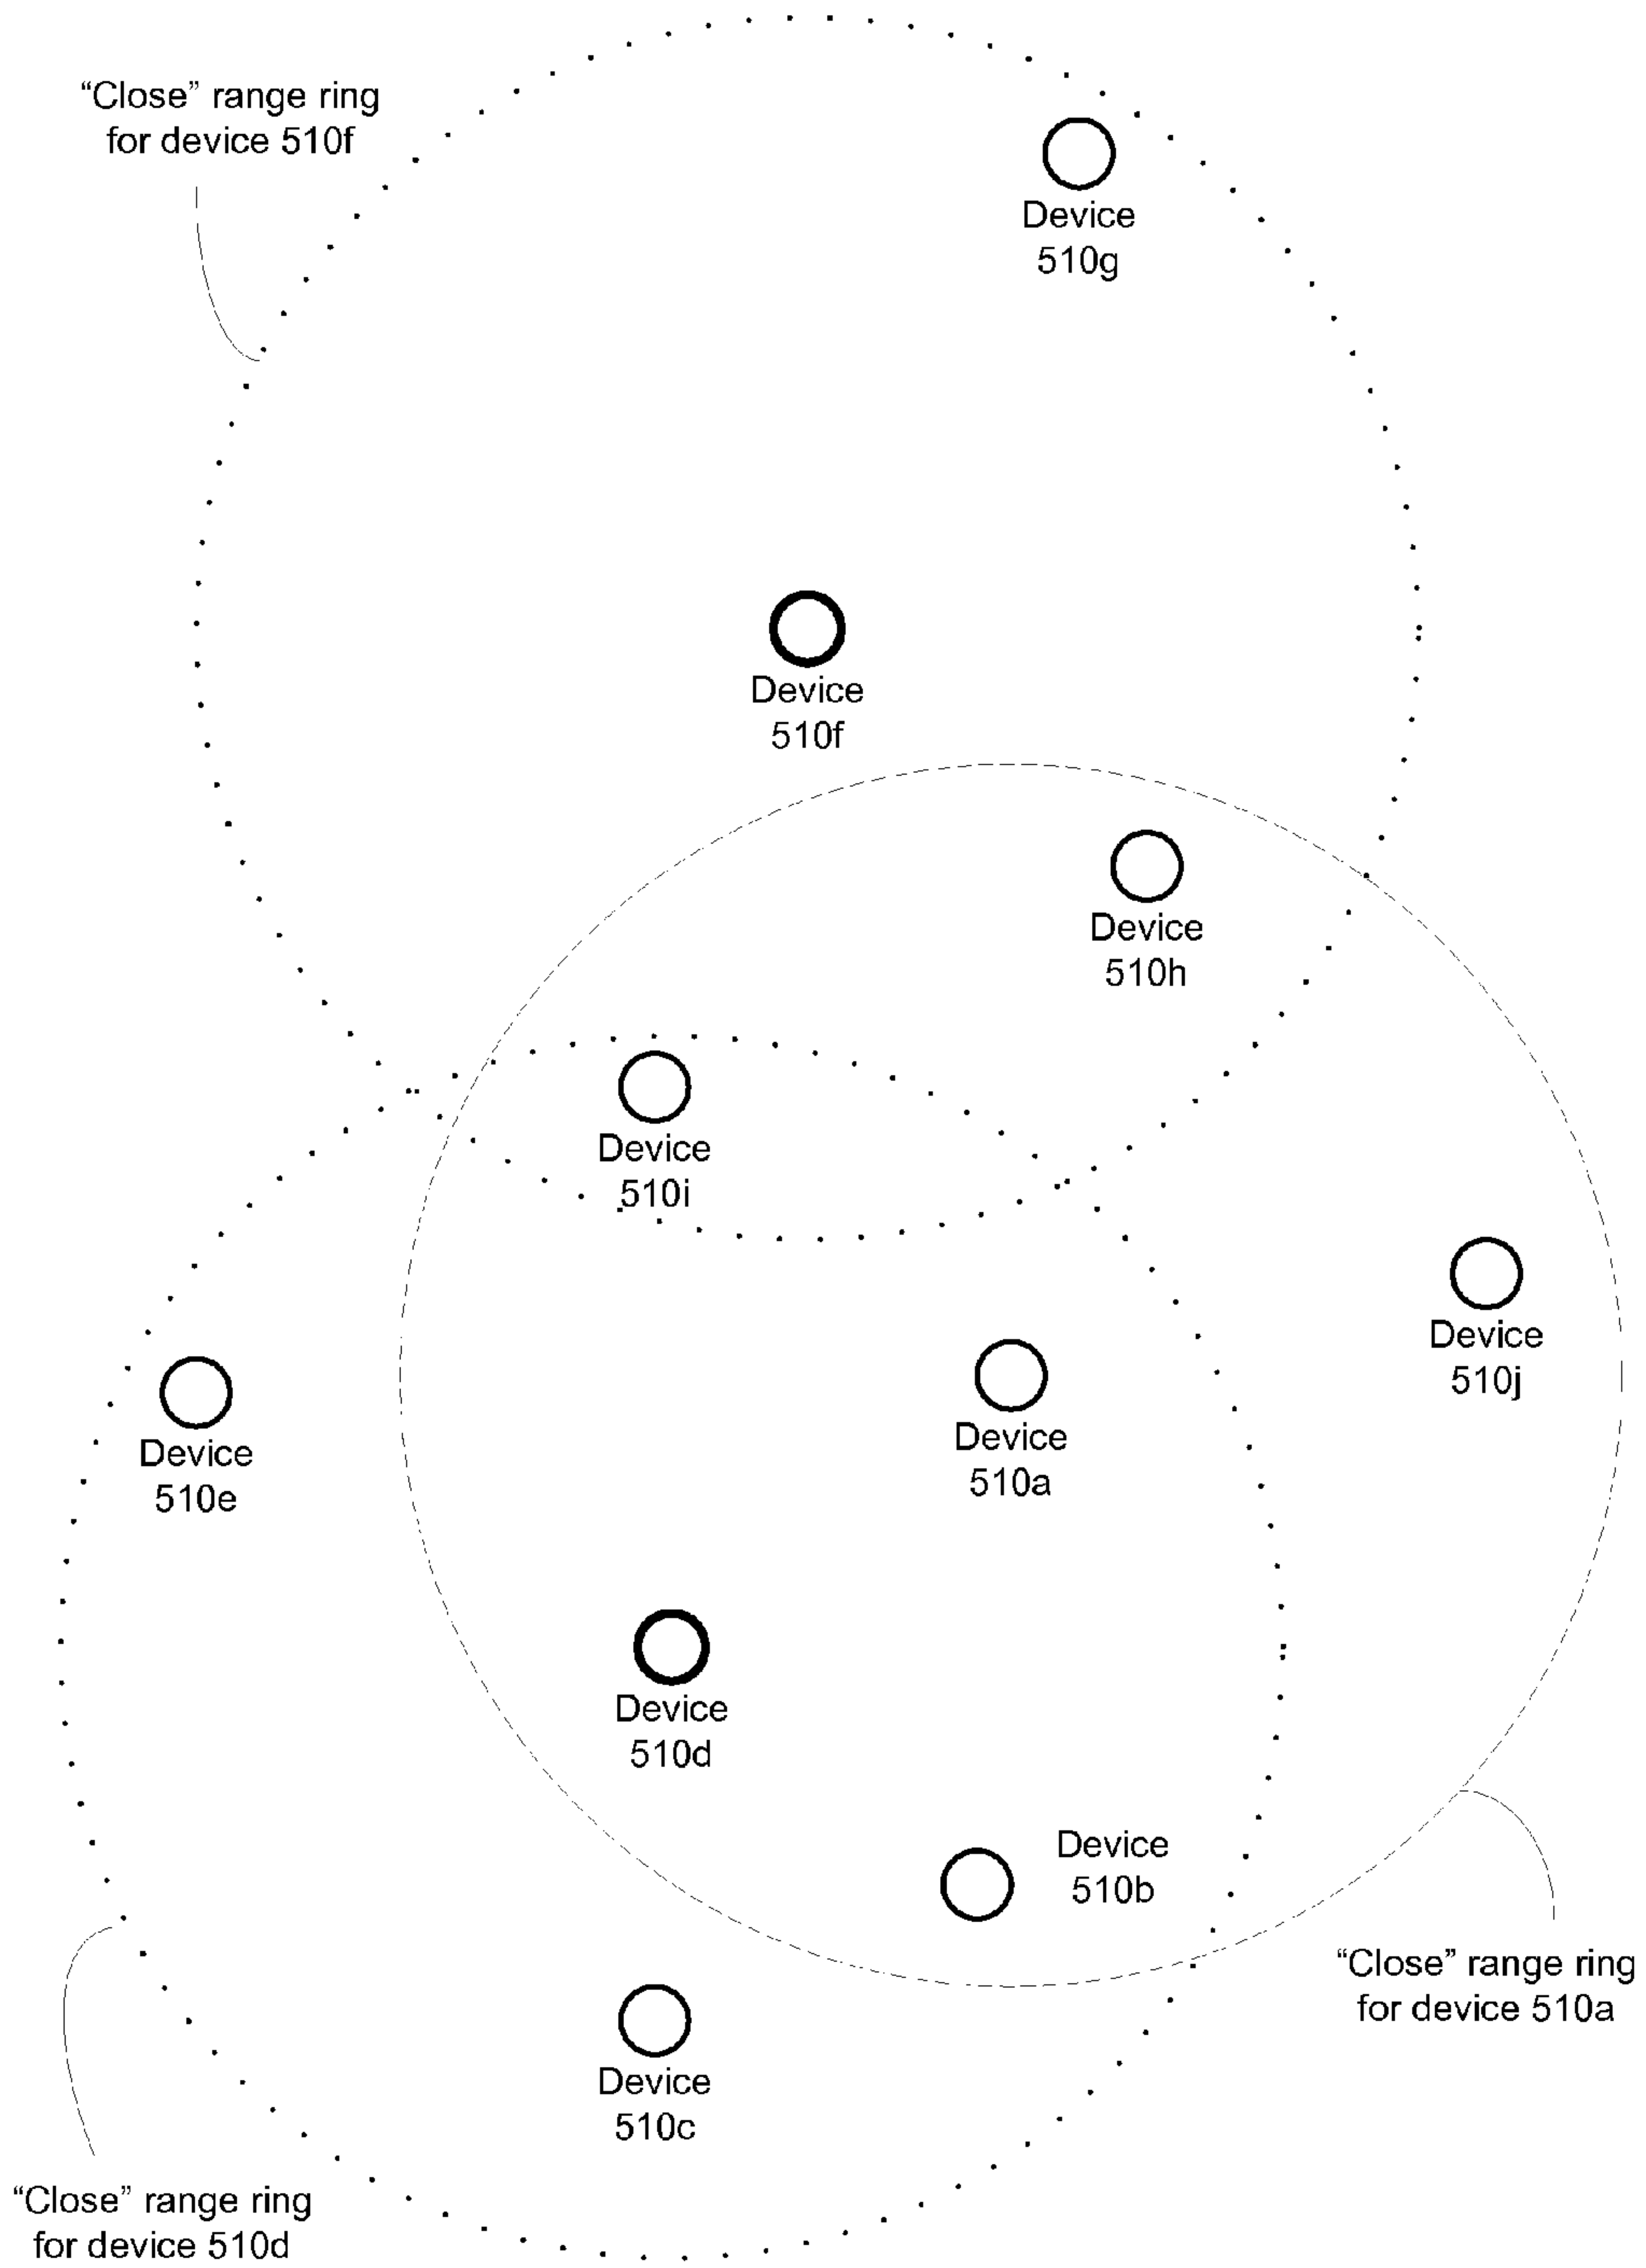 “Close” range ring
for device 510f
Device
510g
Device
510f
Device
510h
Device
510i
Device
510j
Device
510a
Device
510e
Device
510d
Device
510b
“Close” range ring
for device 510a
Device
510c
“Close” range ring
for device 510d